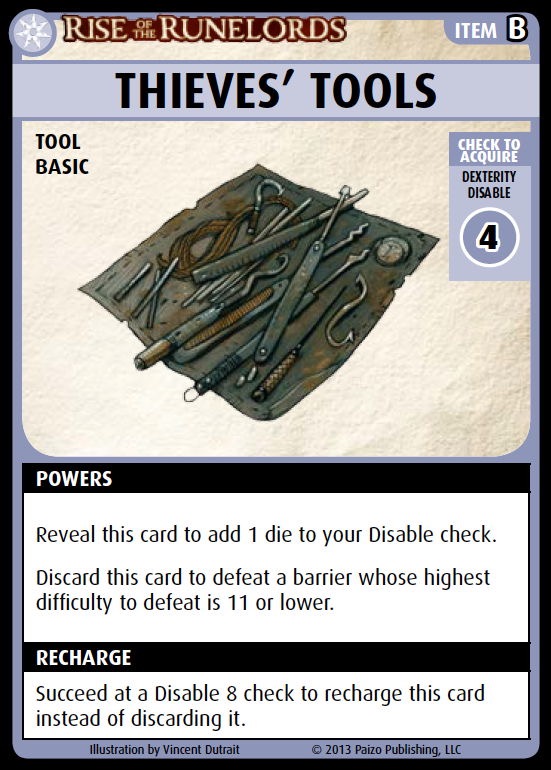 RISE OF THE RUNELORDS
ITEM B
THIEVES' TOOLS
TOOL
BASIC
CHECK TO
ACQUIRE
DEXTERITY
DISABLE
4
POWERS
Reveal this card to add 1 die to your Disable check.
Discard this card to defeat a barrier whose highest
difficulty to defeat is 11 or lower.
RECHARGE
Succeed at a Disable 8 check to recharge this card
instead of discarding it.
Illustration by Vincent Dutrait © 2013 Paizo Publishing, LLC